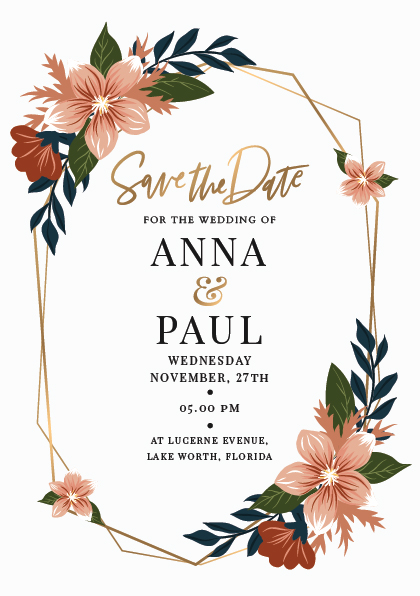 Save the Date
FOR THE WEDDING OF
ANNA
&
PAUL
WEDNESDAY
NOVEMBER, 27TH
05.00 PM
AT LUCERNE EVENUE,
LAKE WORTH, FLORIDA